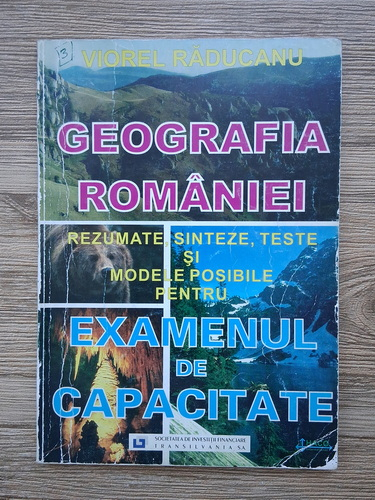 3
VIOREL RĂDUCANU
GEOGRAFIA
ROMÂNIEI
REZUMATE, SINTEZE, TESTE
ŞI
MODELE POSIBILE
PENTRU
EXAMENUL
DE
CAPACITATE
SOCIETATEA DE INVESTIŢII FINANCIARE
TRANSILVANIA SA